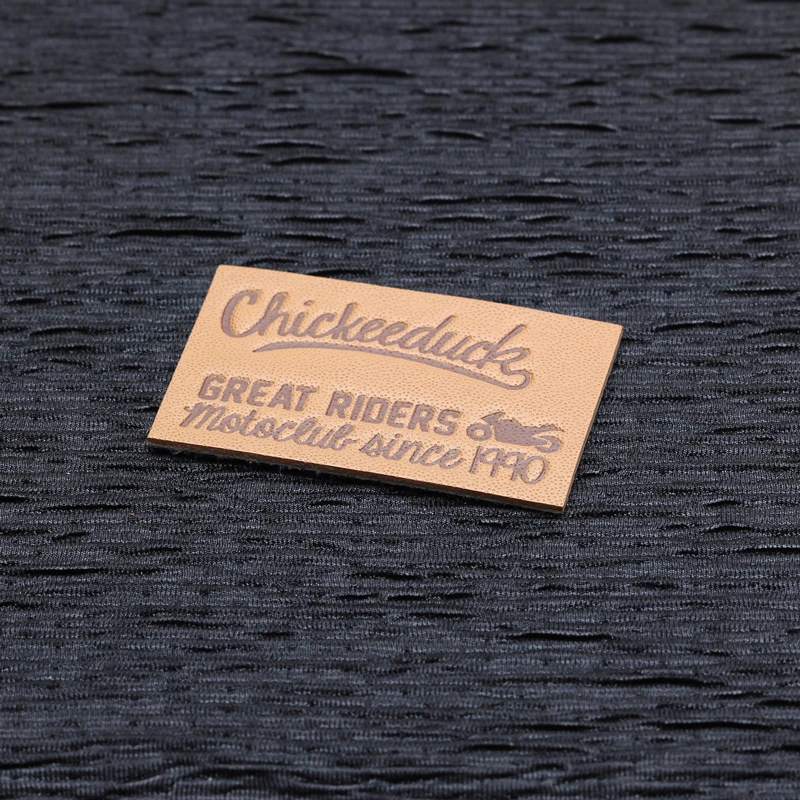 Chickeeduck
GREAT RIDERS
Motoclub since 1990